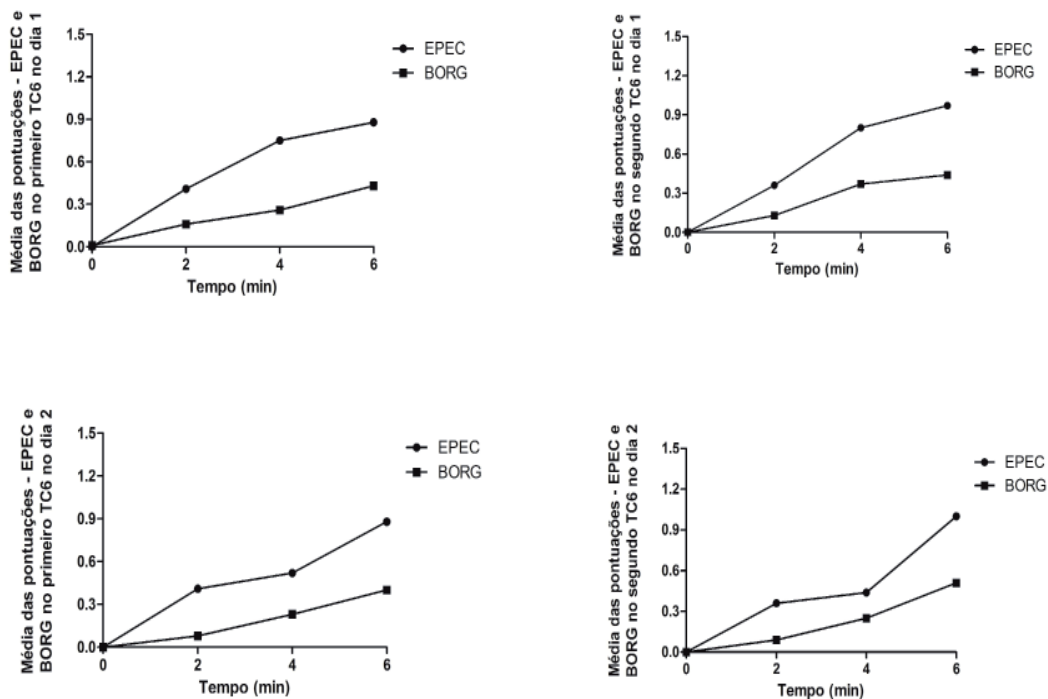 Média das pontuações - EPEC e
BORG no primeiro TC6 no dia 1
1.5
1.2
0.9
0.6
0.3
0.0
0
2
4
6
Tempo (min)
EPEC
BORG
Média das pontuações - EPEC e
BORG no segundo TC6 no dia 1
1.5
1.2
0.9
0.6
0.3
0.0
0
2
4
6
Tempo (min)
EPEC
BORG
Média das pontuações - EPEC e
BORG no primeiro TC6 no dia 2
1.5
1.2
0.9
0.6
0.3
0.0
0
2
4
6
Tempo (min)
EPEC
BORG
Média das pontuações - EPEC e
BORG no segundo TC6 no dia 2
1.5
1.2
0.9
0.6
0.3
0.0
0
2
4
6
Tempo (min)
EPEC
BORG